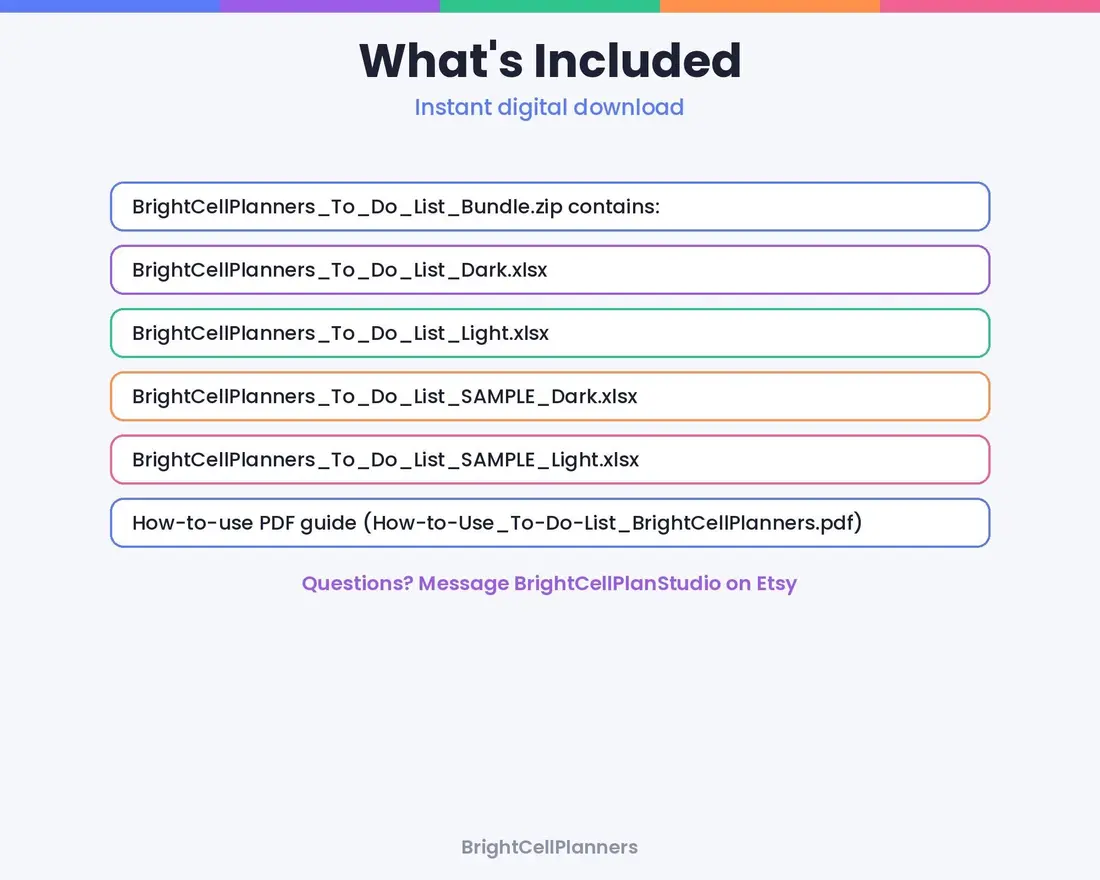 What's Included
Instant digital download
BrightCellPlanners_To_Do_List_Bundle.zip contains:
BrightCellPlanners_To_Do_List_Dark.xlsx
BrightCellPlanners_To_Do_List_Light.xlsx
BrightCellPlanners_To_Do_List_SAMPLE_Dark.xlsx
BrightCellPlanners_To_Do_List_SAMPLE_Light.xlsx
How-to-use PDF guide (How-to-Use_To-Do-List_BrightCellPlanners.pdf)
Questions? Message BrightCellPlanStudio on Etsy
BrightCellPlanners